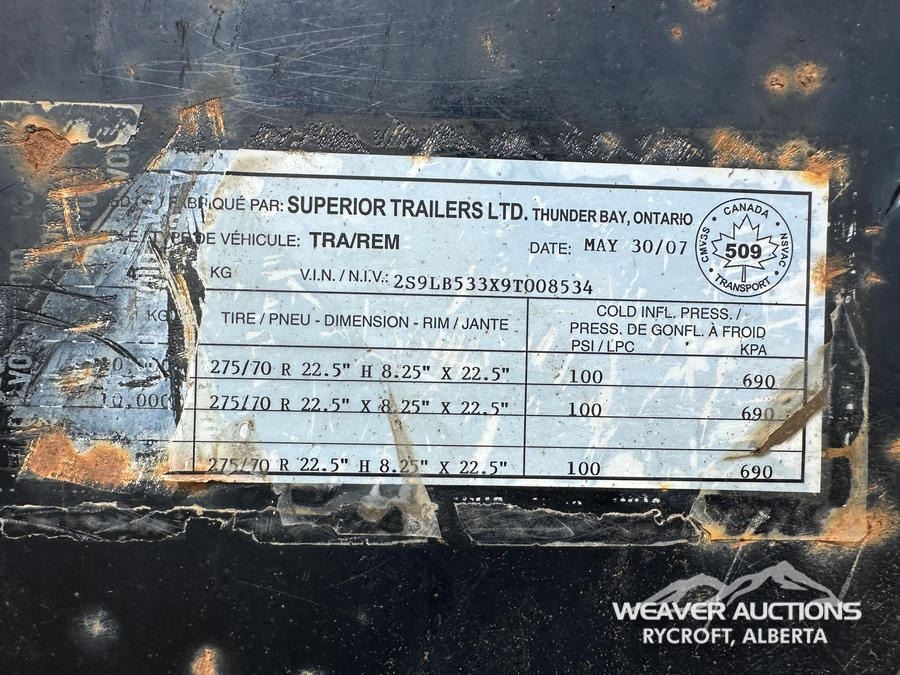 FABRIQUÉ PAR: SUPERIOR TRAILERS LTD. THUNDER BAY, ONTARIO
DE VÉHICULE: TRA/REM
DATE: MAY 30/07
CANADA
CMVSS
509
NSVAC
TRANSPORT
KG
V.I.N. / N.I.V.: 2S9LB533X9T008534
KG
TIRE / PNEU - DIMENSION - RIM / JANTE
COLD INFL. PRESS. /
PRESS. DE GONFL. À FROID
PSI / LPC KPA
275/70 R 22.5" H 8.25" X 22.5" 100 690
10,000 275/70 R 22.5" X 8.25" X 22.5" 100 690
275/70 R 22.5" H 8.25" X 22.5" 100 690
WEAVER AUCTIONS
RYCROFT, ALBERTA